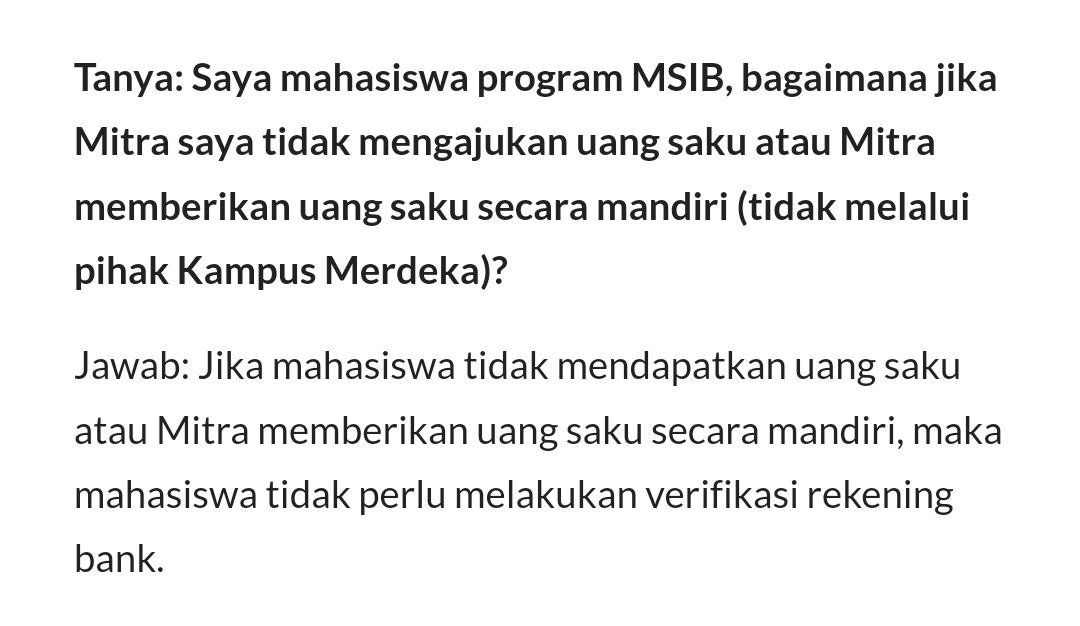 Tanya: Saya mahasiswa program MSIB, bagaimana jika
Mitra saya tidak mengajukan uang saku atau Mitra
memberikan uang saku secara mandiri (tidak melalui
pihak Kampus Merdeka)?
Jawab: Jika mahasiswa tidak mendapatkan uang saku
atau Mitra memberikan uang saku secara mandiri, maka
mahasiswa tidak perlu melakukan verifikasi rekening
bank.